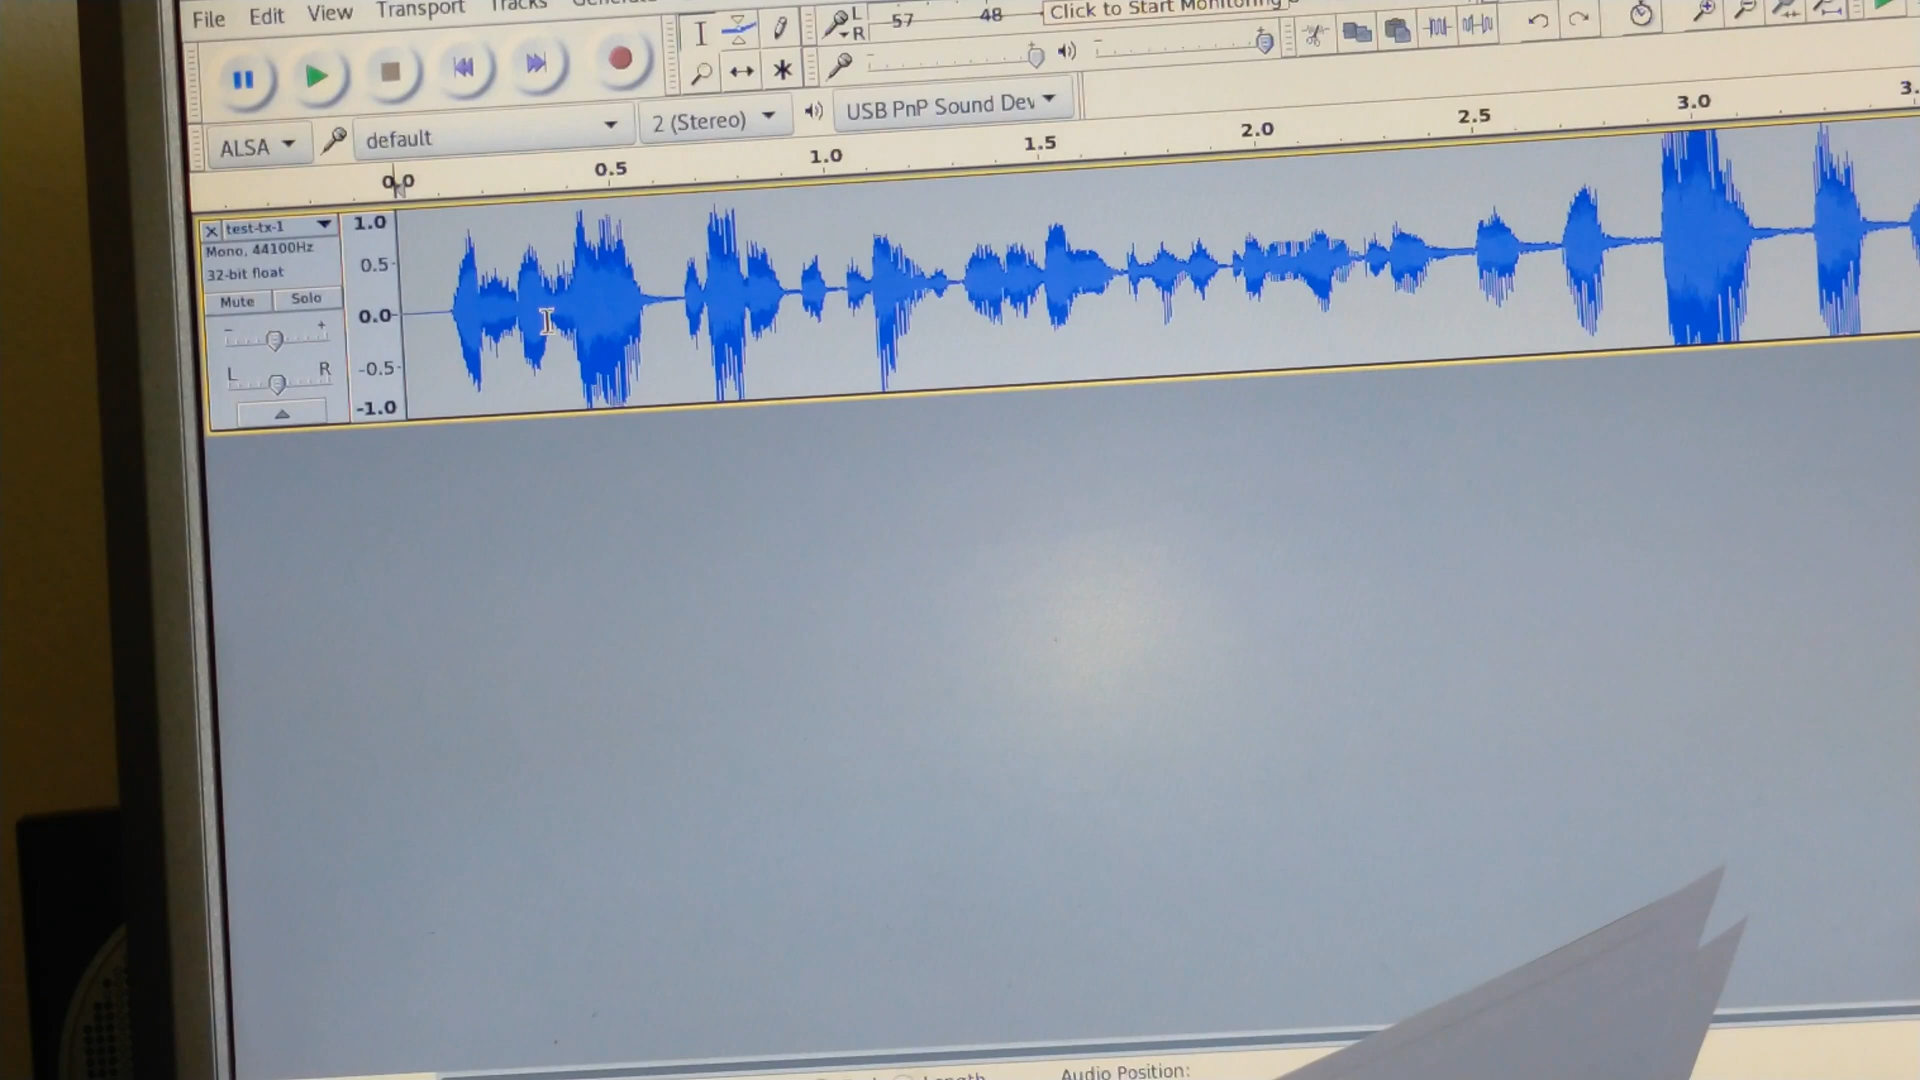 File Edit View Transport Tracks
L
R
57 48 Click to Start Monitoring
ALSA default 2 (Stereo) USB PnP Sound Dev
0.0 0.5 1.0 1.5 2.0 2.5 3.0
X test-tx-1
Mono, 44100Hz
32-bit float
Mute Solo
- +
L R
1.0
0.5
0.0
-0.5
-1.0
Audio Position: